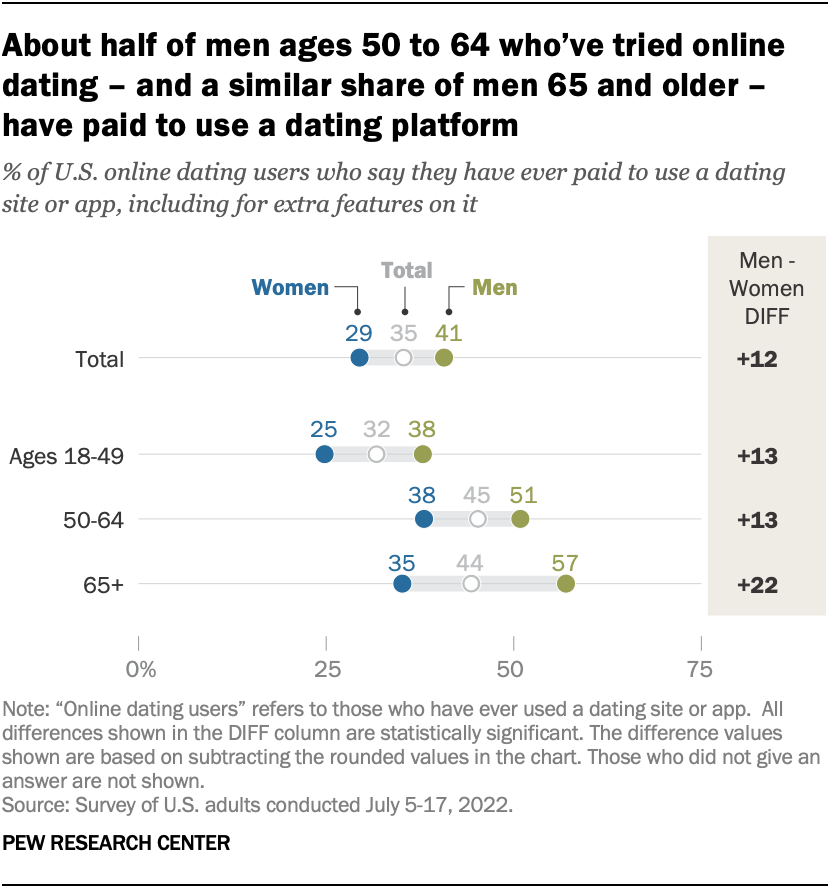 About half of men ages 50 to 64 who’ve tried online
dating – and a similar share of men 65 and older –
have paid to use a dating platform
% of U.S. online dating users who say they have ever paid to use a dating
site or app, including for extra features on it
Men -
Women
DIFF
Women
Total
Men
Total 29 35 41 +12
Ages 18-49 25 32 38 +13
50-64 38 45 51 +13
65+ 35 44 57 +22
0% 25 50 75
Note: “Online dating users” refers to those who have ever used a dating site or app. All
differences shown in the DIFF column are statistically significant. The difference values
shown are based on subtracting the rounded values in the chart. Those who did not give an
answer are not shown.
Source: Survey of U.S. adults conducted July 5-17, 2022.
PEW RESEARCH CENTER